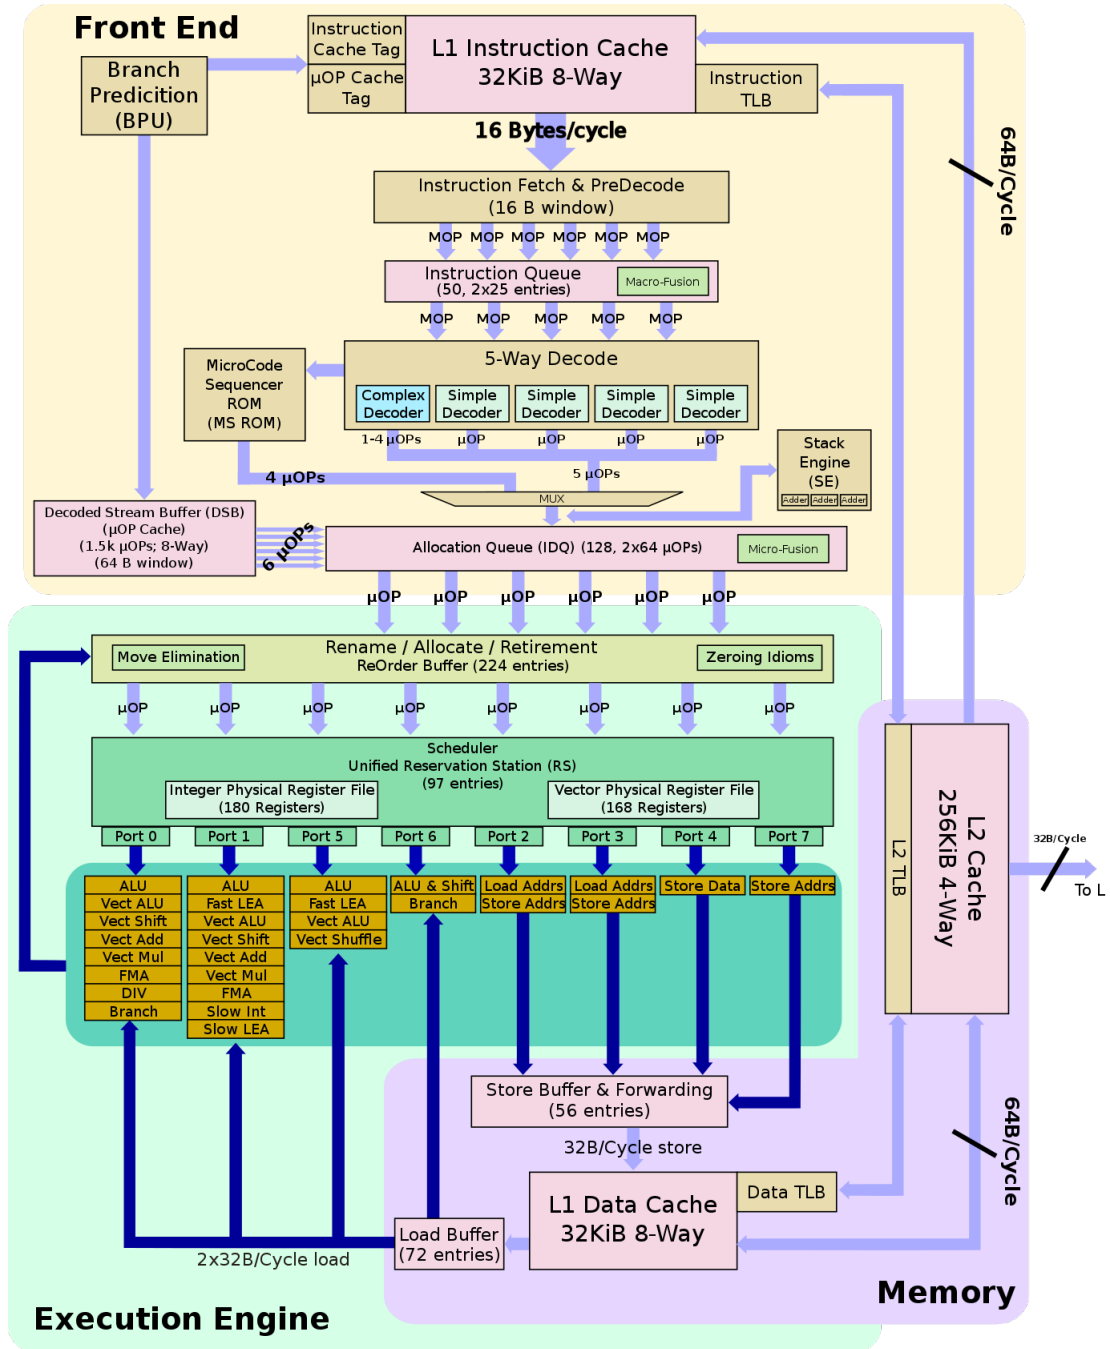 Front End
Branch
Predicition
(BPU)
Instruction
Cache Tag
µOP Cache
Tag
L1 Instruction Cache
32KiB 8-Way
Instruction
TLB
16 Bytes/cycle
64B/Cycle
Instruction Fetch & PreDecode
(16 B window)
MOP MOP MOP MOP MOP MOP
Instruction Queue
(50, 2x25 entries)
Macro-Fusion
MOP MOP MOP MOP MOP
MicroCode
Sequencer
ROM
(MS ROM)
5-Way Decode
Complex
Decoder
Simple
Decoder
Simple
Decoder
Simple
Decoder
Simple
Decoder
1-4 µOPs µOP µOP µOP µOP
4 µOPs
5 µOPs
MUX
Stack
Engine
(SE)
Adder Adder Adder
Decoded Stream Buffer (DSB)
(µOP Cache)
(1.5k µOPs; 8-Way)
(64 B window)
6 µOPs
Allocation Queue (IDQ) (128, 2x64 µOPs)
Micro-Fusion
µOP µOP µOP µOP µOP µOP
Move Elimination
Rename / Allocate / Retirement
ReOrder Buffer (224 entries)
Zeroing Idioms
µOP µOP µOP µOP µOP µOP µOP µOP
Scheduler
Unified Reservation Station (RS)
(97 entries)
Integer Physical Register File
(180 Registers)
Vector Physical Register File
(168 Registers)
Port 0 Port 1 Port 5 Port 6 Port 2 Port 3 Port 4 Port 7
ALU
Vect ALU
Vect Shift
Vect Add
Vect Mul
FMA
DIV
Branch
ALU
Fast LEA
Vect ALU
Vect Shift
Vect Add
Vect Mul
FMA
Slow Int
Slow LEA
ALU
Fast LEA
Vect ALU
Vect Shuffle
ALU & Shift
Branch
Load Addrs
Store Addrs
Load Addrs
Store Addrs
Store Data
Store Addrs
L2 TLB
L2 Cache
256KiB 4-Way
32B/Cycle
To L
Store Buffer & Forwarding
(56 entries)
32B/Cycle store
64B/Cycle
L1 Data Cache
32KiB 8-Way
Data TLB
Load Buffer
(72 entries)
2x32B/Cycle load
Memory
Execution Engine